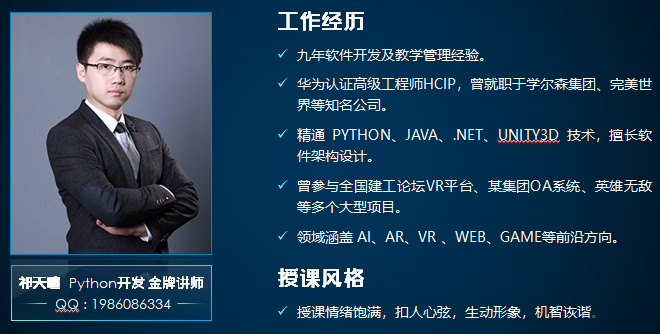 工作经历
九年软件开发及教学管理经验。
华为认证高级工程师HCIP，曾就职于学尔森集团、完美世
界等知名公司。
精通 PYTHON、JAVA、.NET、UNITY3D 技术，擅长软
件架构设计。
曾参与全国建工论坛VR平台、某集团OA系统、英雄无敌
等多个大型项目。
领域涵盖 AI、AR、VR 、WEB、GAME等前沿方向。
授课风格
授课情绪饱满，扣人心弦，生动形象，机智诙谐。
祁天暄 Python开发 金牌讲师
QQ：1986086334